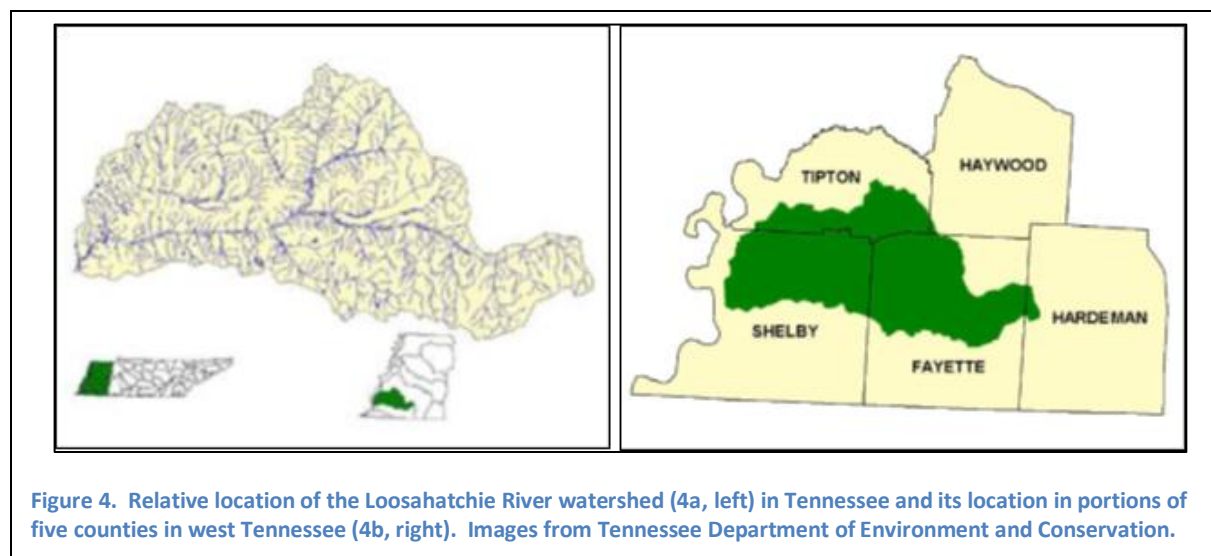 TIPTON
HAYWOOD
SHELBY
HARDEMAN
FAYETTE
Figure 4. Relative location of the Loosahatchie River watershed (4a, left) in Tennessee and its location in portions of
five counties in west Tennessee (4b, right). Images from Tennessee Department of Environment and Conservation.